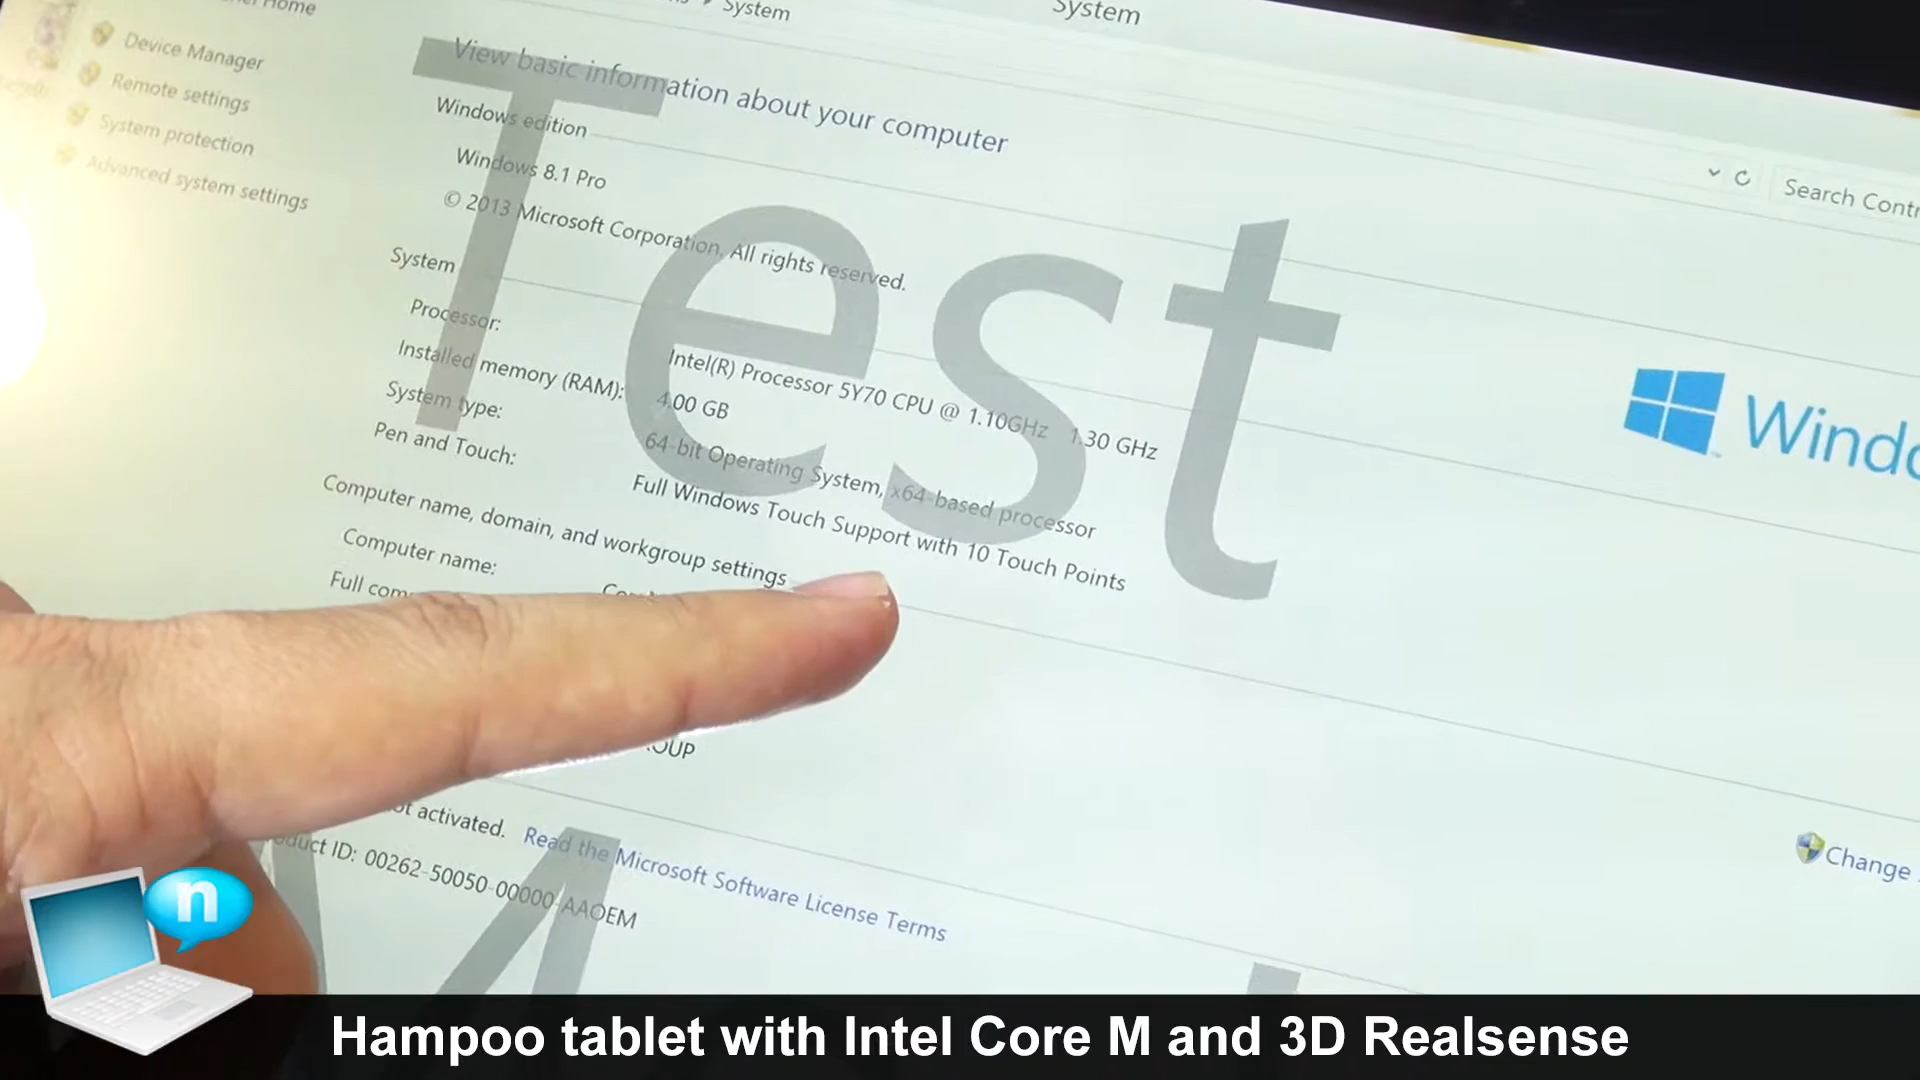 Home
System
System
Device Manager
Remote settings
System protection
Advanced system settings
View basic information about your computer
Windows edition
Windows 8.1 Pro
© 2013 Microsoft Corporation. All rights reserved.
Search
System
Processor: Intel(R) Processor 5Y70 CPU @ 1.10GHz 1.30 GHz
Installed memory (RAM): 4.00 GB
System type: 64-bit Operating System, x64-based processor
Pen and Touch: Full Windows Touch Support with 10 Touch Points
Computer name, domain, and workgroup settings
Computer name:
Full
activated. Read the Microsoft Software License Terms
ID: 00262-50050-00000-AAOEM
Change
Test
n
Hampoo tablet with Intel Core M and 3D Realsense